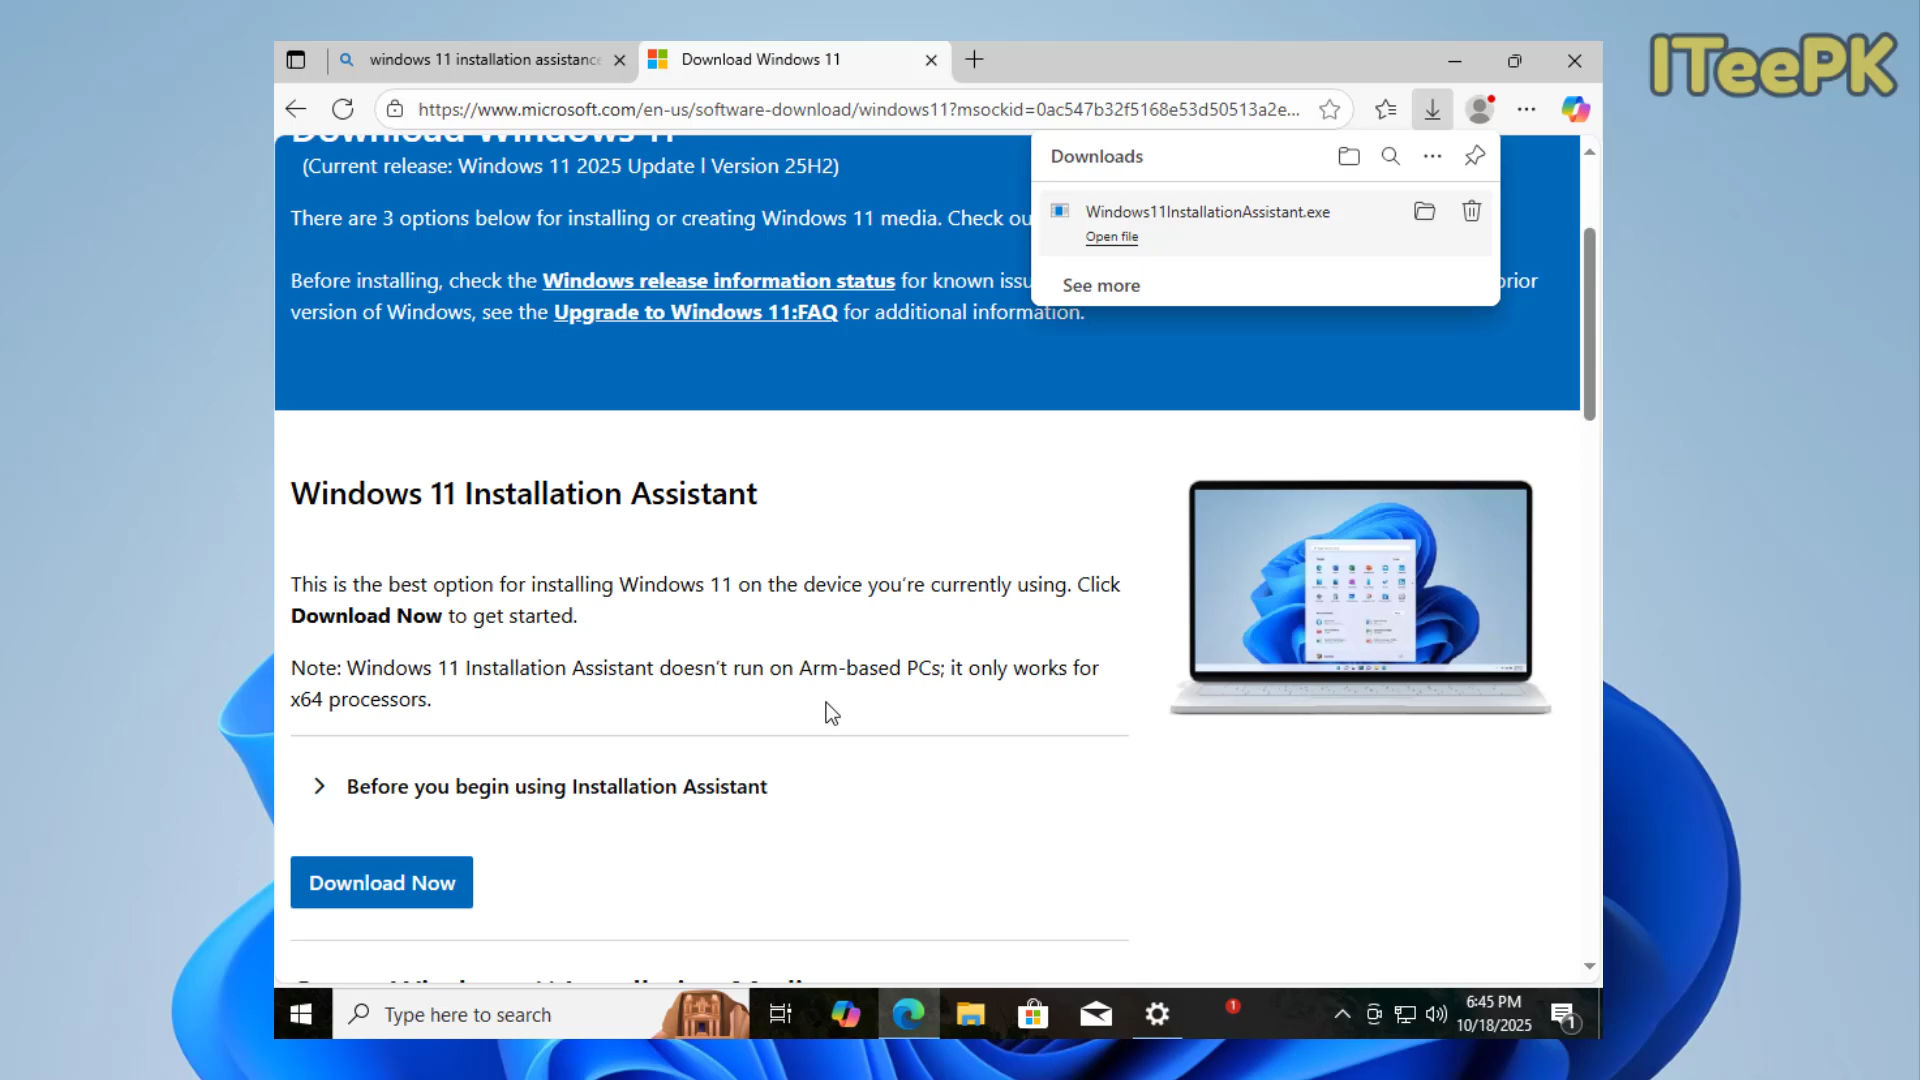 ITeePK
windows 11 installation assistanc
Download Windows 11
https://www.microsoft.com/en-us/software-download/windows11?msockid=0ac547b32f5168e53d50513a2e...
Download Windows 11
(Current release: Windows 11 2025 Update l Version 25H2)
There are 3 options below for installing or creating Windows 11 media. Check ou
Before installing, check the Windows release information status for known issu
prior
version of Windows, see the Upgrade to Windows 11:FAQ for additional information.
Downloads
Windows11InstallationAssistant.exe
Open file
See more
Windows 11 Installation Assistant
This is the best option for installing Windows 11 on the device you're currently using. Click
Download Now to get started.
Note: Windows 11 Installation Assistant doesn't run on Arm-based PCs; it only works for
x64 processors.
Before you begin using Installation Assistant
Download Now
Type here to search
1
6:45 PM
10/18/2025
1